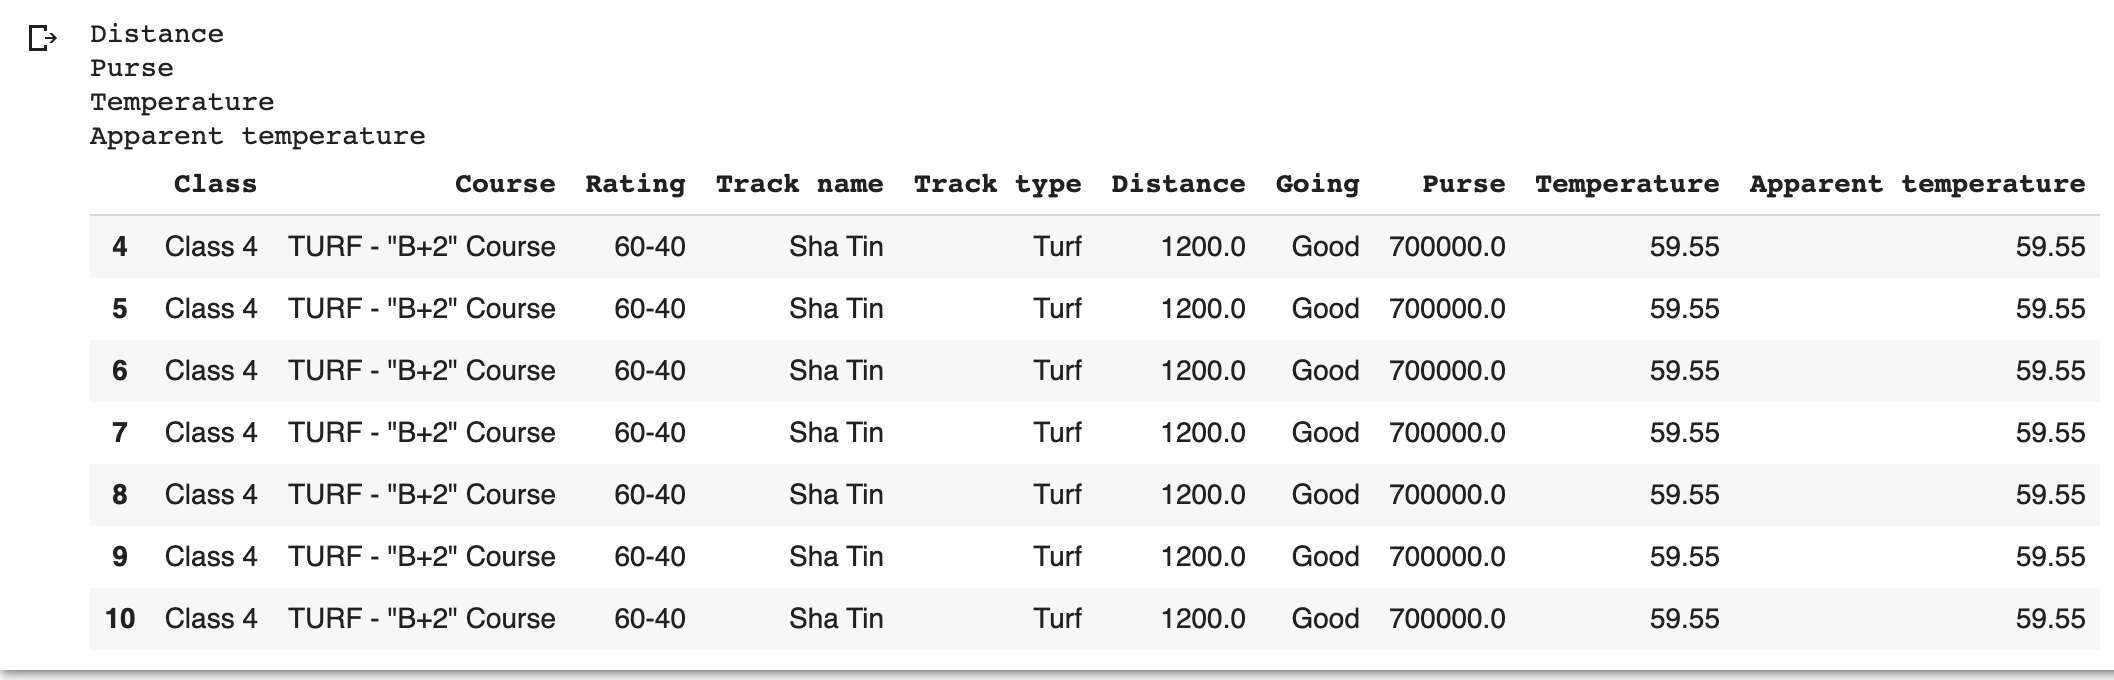 Distance
Purse
Temperature
Apparent temperature
Class Course Rating Track name Track type Distance Going Purse Temperature Apparent temperature
4 Class 4 TURF - "B+2" Course 60-40 Sha Tin Turf 1200.0 Good 700000.0 59.55 59.55
5 Class 4 TURF - "B+2" Course 60-40 Sha Tin Turf 1200.0 Good 700000.0 59.55 59.55
6 Class 4 TURF - "B+2" Course 60-40 Sha Tin Turf 1200.0 Good 700000.0 59.55 59.55
7 Class 4 TURF - "B+2" Course 60-40 Sha Tin Turf 1200.0 Good 700000.0 59.55 59.55
8 Class 4 TURF - "B+2" Course 60-40 Sha Tin Turf 1200.0 Good 700000.0 59.55 59.55
9 Class 4 TURF - "B+2" Course 60-40 Sha Tin Turf 1200.0 Good 700000.0 59.55 59.55
10 Class 4 TURF - "B+2" Course 60-40 Sha Tin Turf 1200.0 Good 700000.0 59.55 59.55